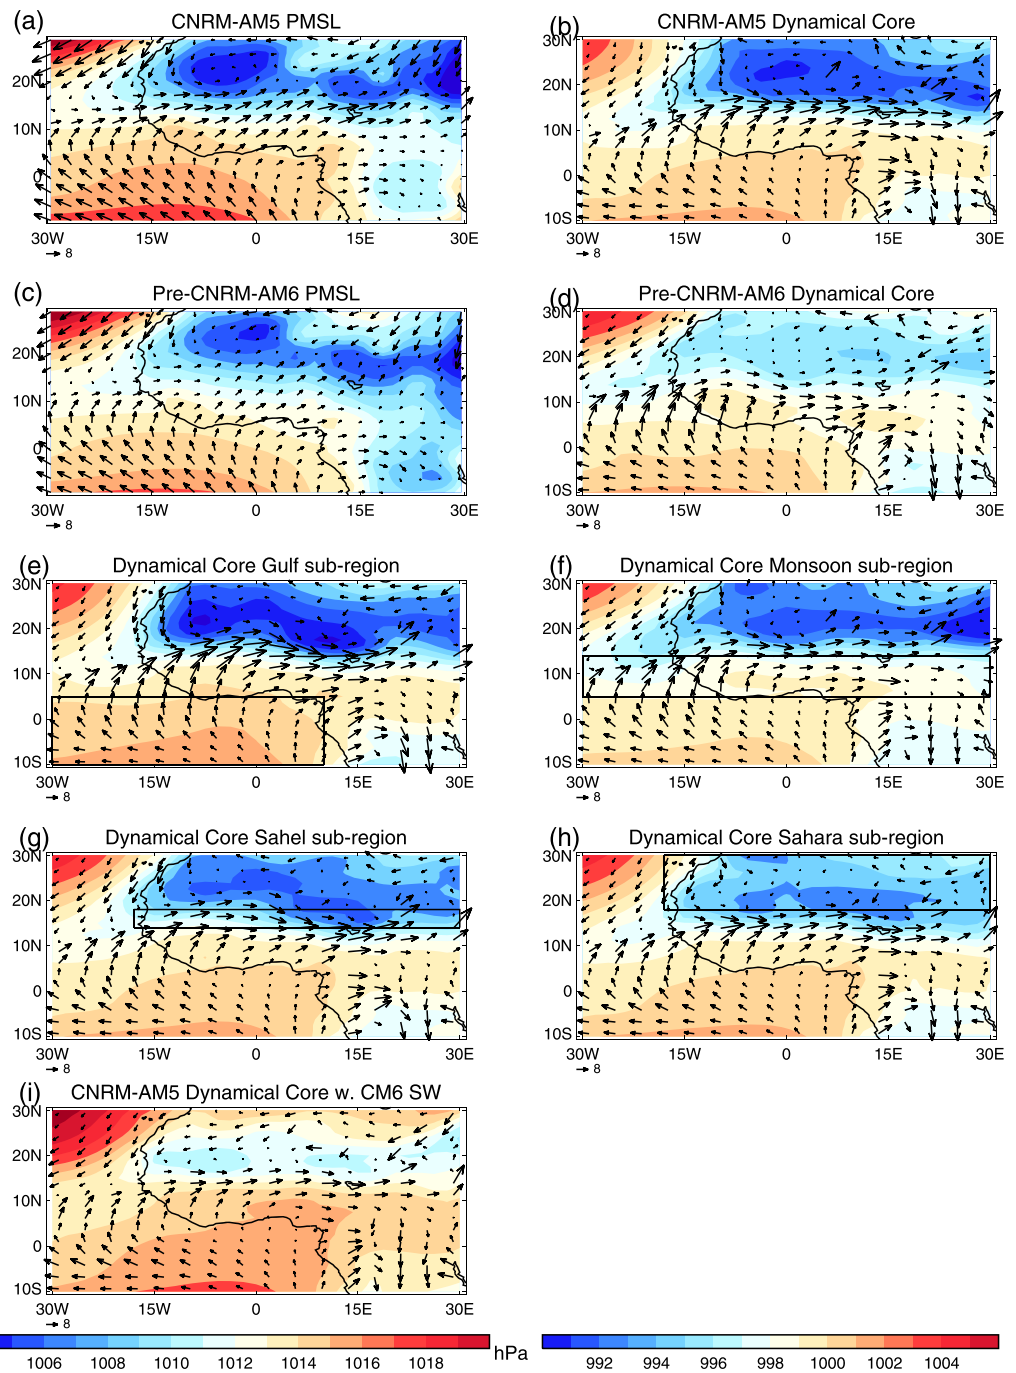 (a) CNRM-AM5 PMSL
20N
10N
0
10S
30W 15W 0 15E 30E
8
(b) CNRM-AM5 Dynamical Core
30N
20N
10N
0
10S
30W 15W 0 15E 30E
8
(c) Pre-CNRM-AM6 PMSL
20N
10N
0
30W 15W 0 15E 30E
8
(d) Pre-CNRM-AM6 Dynamical Core
30N
20N
10N
0
10S
30W 15W 0 15E 30E
8
(e) Dynamical Core Gulf sub-region
30N
20N
10N
0
10S
30W 15W 0 15E 30E
8
(f) Dynamical Core Monsoon sub-region
30N
20N
10N
0
10S
30W 15W 0 15E 30E
8
(g) Dynamical Core Sahel sub-region
30N
20N
10N
0
10S
30W 15W 0 15E 30E
8
(h) Dynamical Core Sahara sub-region
30N
20N
10N
0
10S
30W 15W 0 15E 30E
8
(i) CNRM-AM5 Dynamical Core w. CM6 SW
30N
20N
10N
0
10S
30W 15W 0 15E 30E
8
1006 1008 1010 1012 1014 1016 1018 hPa
992 994 996 998 1000 1002 1004